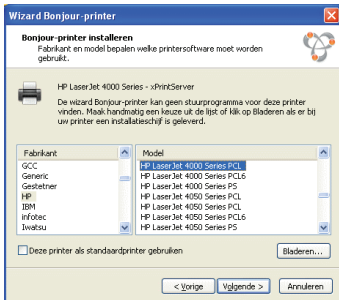 Wizard Bonjour-printer
Bonjour-printer installeren
Fabrikant en model bepalen welke printersoftware moet worden
gebruikt.
HP LaserJet 4000 Series - xPrintServer
De wizard Bonjour-printer kan geen stuurprogramma voor deze printer
vinden. Maak handmatig een keuze uit de lijst of klik op Bladeren als er bij
uw printer een installatieschijf is geleverd.
Fabrikant
GCC
Generic
Gestetner
HP
IBM
infotec
Iwatsu
Model
HP LaserJet 4000 Series PCL
HP LaserJet 4000 Series PCL6
HP LaserJet 4000 Series PS
HP LaserJet 4050 Series PCL
HP LaserJet 4050 Series PCL6
HP LaserJet 4050 Series PS
HP LaserJet 4100 Series PCL
Deze printer als standaardprinter gebruiken
Bladeren...
< Vorige
Volgende >
Annuleren